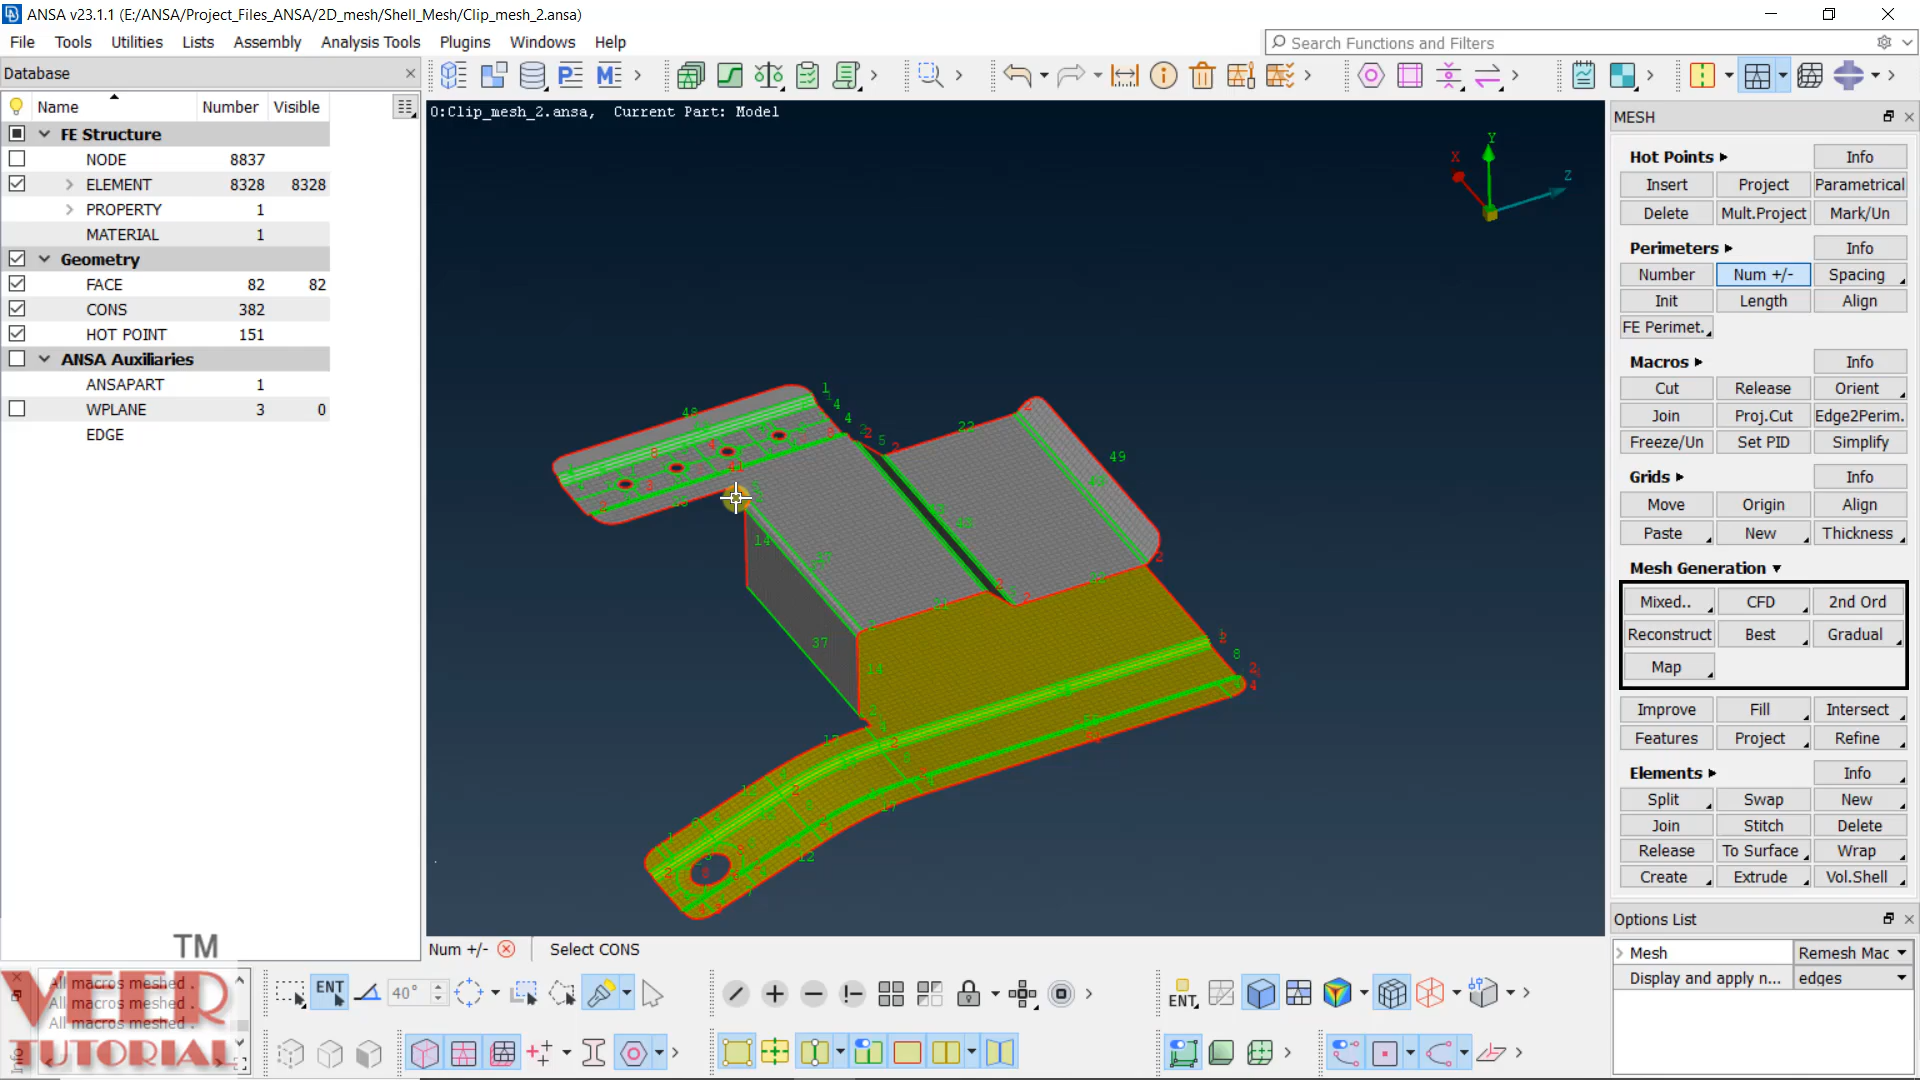 ANSA v23.1.1 (E:/ANSA/Project_Files_ANSA/2D_mesh/Shell_Mesh/Clip_mesh_2.ansa)
File Tools Utilities Lists Assembly Analysis Tools Plugins Windows Help
Search Functions and Filters
Database
Name Number Visible
FE Structure
NODE 8837
ELEMENT 8328 8328
PROPERTY 1
MATERIAL 1
Geometry
FACE 82 82
CONS 382
HOT POINT 151
ANSA Auxiliaries
ANSAPART 1
WPLANE 3 0
EDGE
0:Clip_mesh_2.ansa, Current Part: Model
X Y Z
49
14
37
14
17
12
8
MESH
Hot Points Info
Insert Project Parametrical
Delete Mult.Project Mark/Un
Perimeters Info
Number Num +/- Spacing
Init Length Align
FE Perimet.
Macros Info
Cut Release Orient
Join Proj.Cut Edge2Perim.
Freeze/Un Set PID Simplify
Grids Info
Move Origin Align
Paste New Thickness
Mesh Generation
Mixed.. CFD 2nd Ord
Reconstruct Best Gradual
Map
Improve Fill Intersect
Features Project Refine
Elements Info
Split Swap New
Join Stitch Delete
Release To Surface Wrap
Create Extrude Vol.Shell
Options List
Mesh Remesh Mac
Display and apply n... edges
Num +/- Select CONS
ENT 40°
ENT
All macros meshed .
All macros meshed .
All macros meshed .
Info
TM
VEER
TUTORIAL